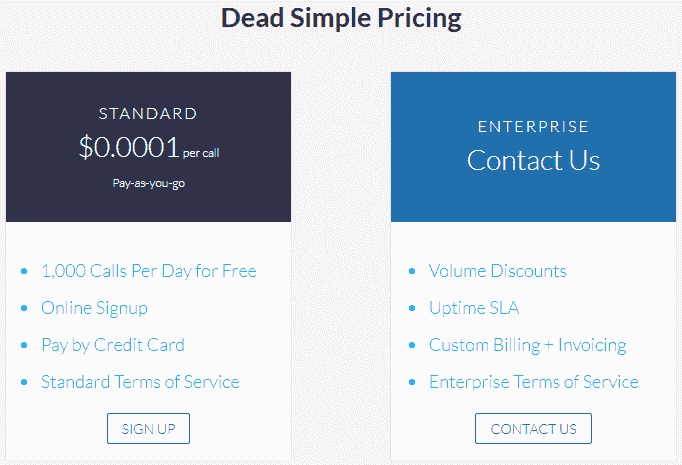 Dead Simple Pricing
STANDARD
$0.0001 per call
Pay-as-you-go
1,000 Calls Per Day for Free
Online Signup
Pay by Credit Card
Standard Terms of Service
SIGN UP
ENTERPRISE
Contact Us
Volume Discounts
Uptime SLA
Custom Billing + Invoicing
Enterprise Terms of Service
CONTACT US